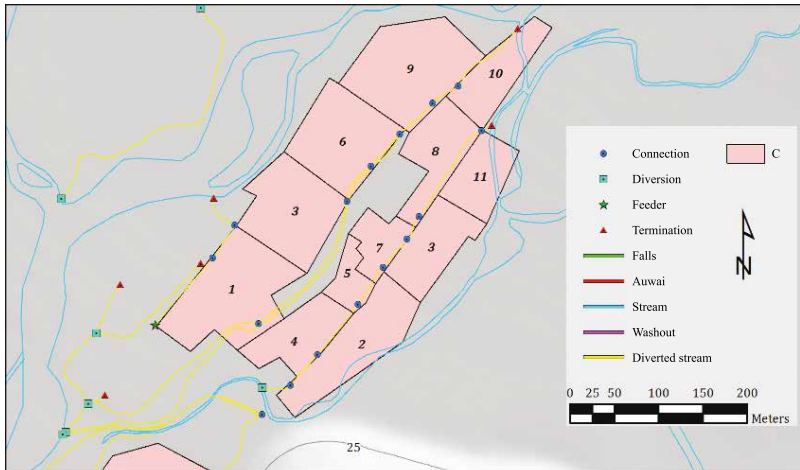 9
10
6
8
11
3
7
3
5
1
4
2
25
Connection
C
Diversion
Feeder
Termination
Falls
Auwai
Stream
Washout
Diverted stream
N
0 25 50 100 150 200
Meters